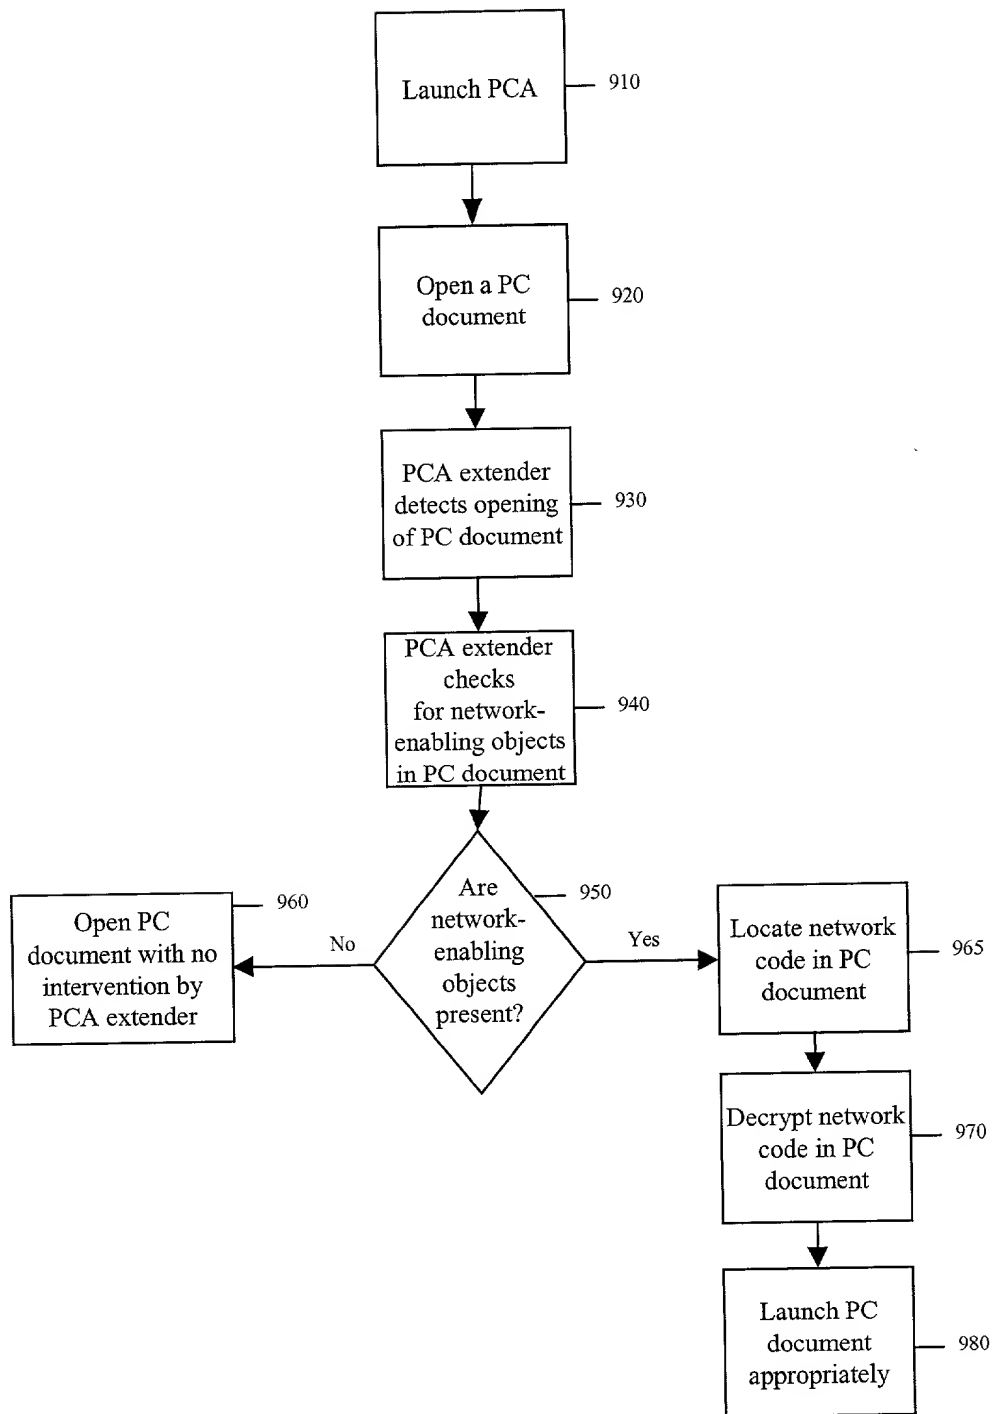 Launch PCA
910
Open a PC
document
920
PCA extender
detects opening
of PC document
930
PCA extender
checks
for network-
enabling objects
in PC document
940
Are
network-
enabling
objects
present?
950
No
Open PC
document with no
intervention by
PCA extender
960
Yes
Locate network
code in PC
document
965
Decrypt network
code in PC
document
970
Launch PC
document
appropriately
980